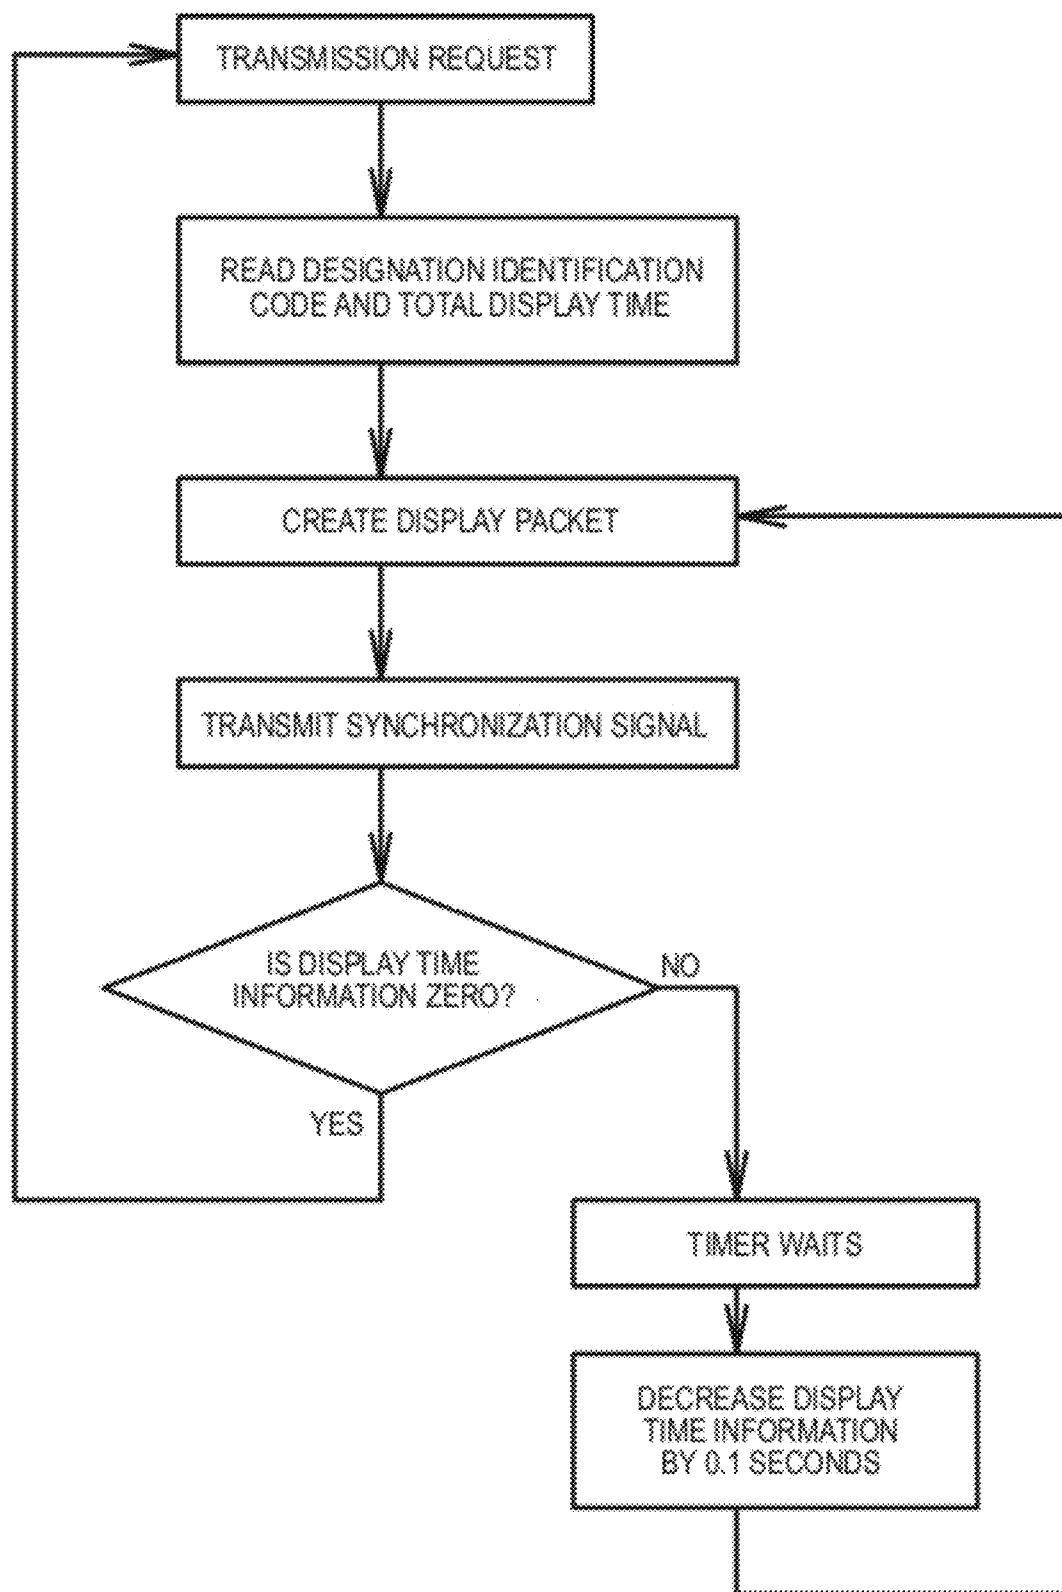 TRANSMISSION REQUEST
READ DESIGNATION IDENTIFICATION
CODE AND TOTAL DISPLAY TIME
CREATE DISPLAY PACKET
TRANSMIT SYNCHRONIZATION SIGNAL
IS DISPLAY TIME
INFORMATION ZERO?
NO
YES
TIMER WAITS
DECREASE DISPLAY
TIME INFORMATION
BY 0.1 SECONDS